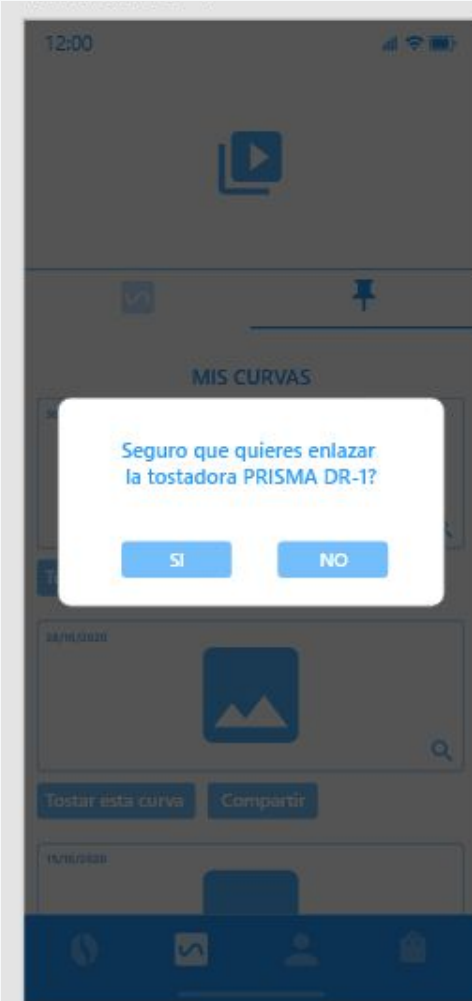 12:00
MIS CURVAS
Seguro que quieres enlazar
la tostadora PRISMA DR-1?
SI NO
28/10/2020
Tostar esta curva Compartir
15/10/2020